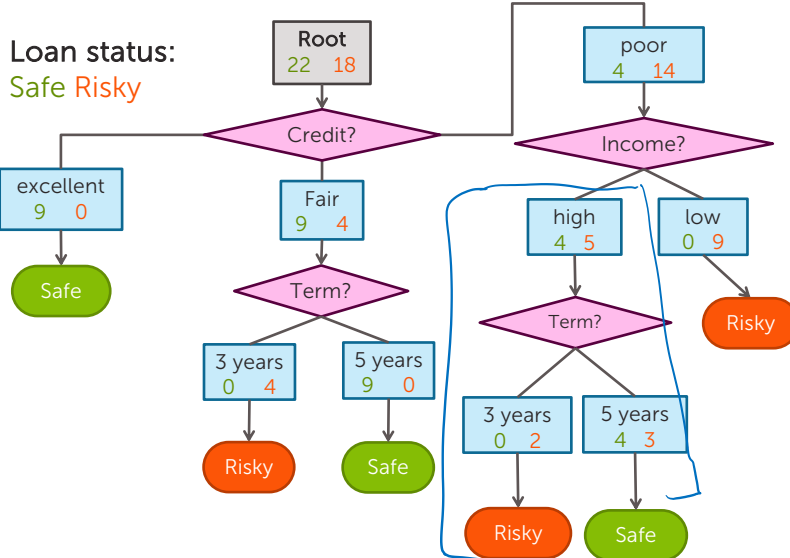 Loan status:
Safe Risky
Root
22 18
Credit?
excellent
9 0
Safe
Fair
9 4
Term?
3 years
0 4
Risky
5 years
9 0
Safe
poor
4 14
Income?
high
4 5
Term?
3 years
0 2
Risky
5 years
4 3
Safe
low
0 9
Risky